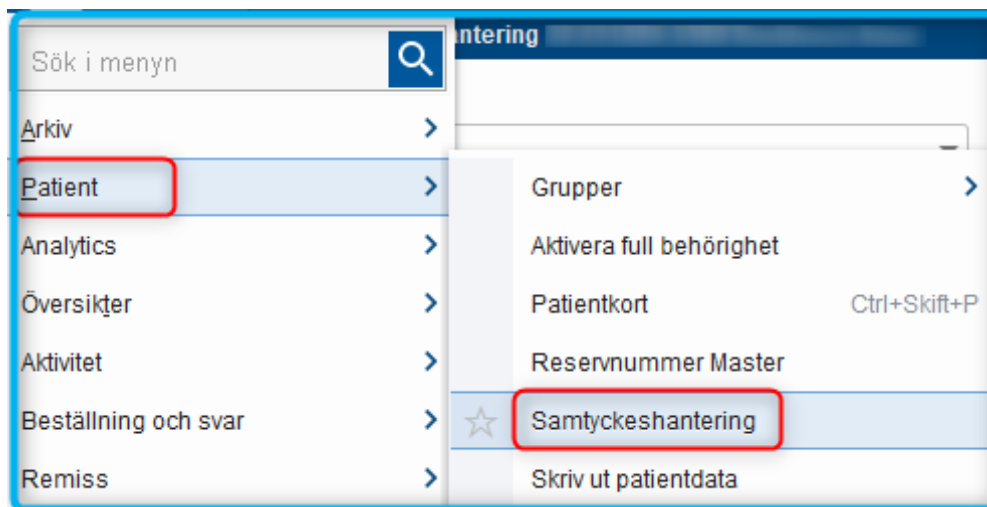 ntering
Sök i menyn
Arkiv
Patient
Analytics
Översikter
Aktivitet
Beställning och svar
Remiss
Grupper
Aktivera full behörighet
Patientkort Ctrl+Skift+P
Reservnummer Master
Samtyckeshantering
Skriv ut patientdata